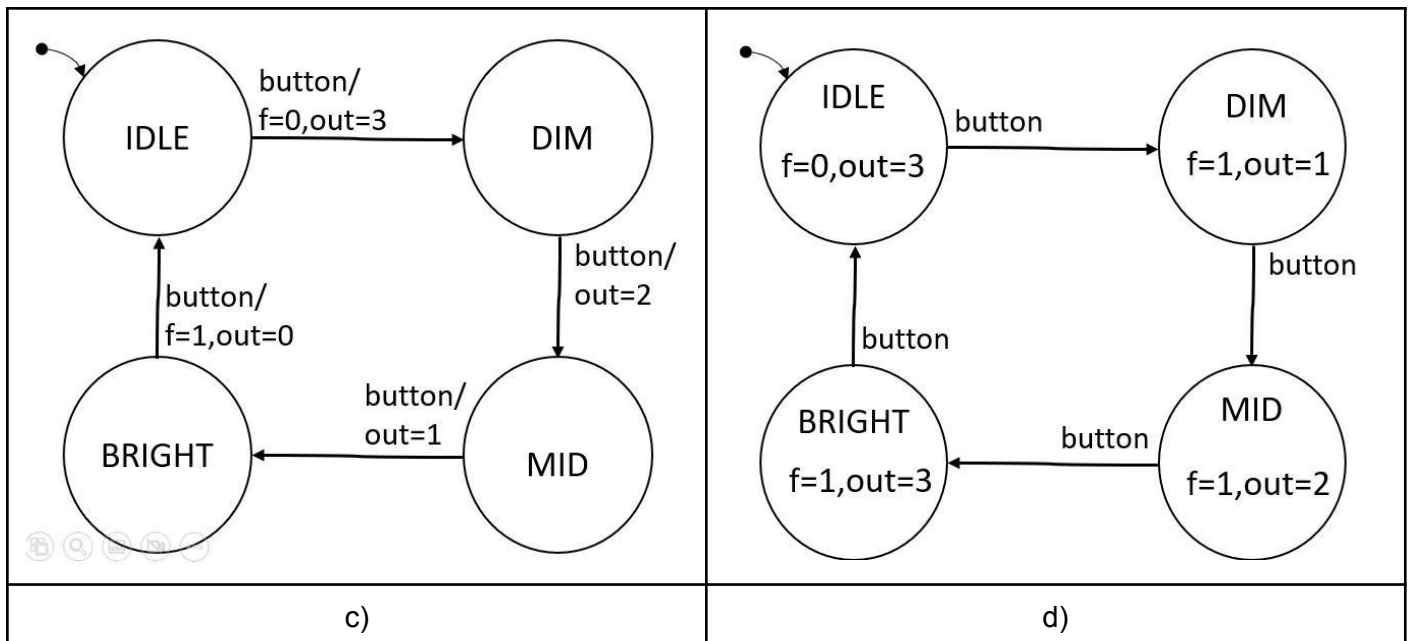 IDLE
button/
f=0,out=3
DIM
button/
out=2
MID
button/
out=1
BRIGHT
button/
f=1,out=0
c)
IDLE
f=0,out=3
button
DIM
f=1,out=1
button
MID
f=1,out=2
button
BRIGHT
f=1,out=3
button
d)